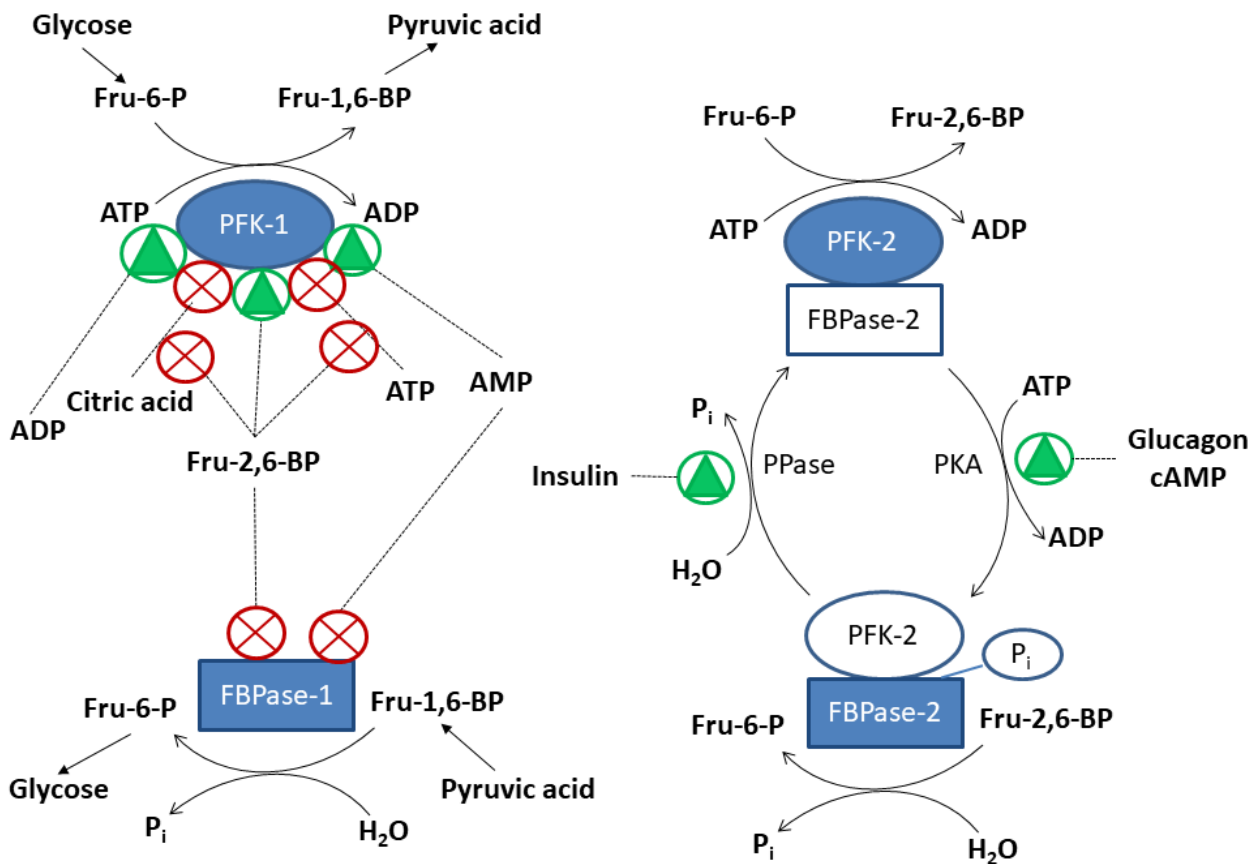 Glycose
Pyruvic acid
Fru-6-P
Fru-1,6-BP
ATP
PFK-1
ADP
Citric acid
ATP
AMP
ADP
Fru-2,6-BP
FBPase-1
Fru-6-P
Fru-1,6-BP
Glycose
Pyruvic acid
Pi
H2O
Fru-6-P
Fru-2,6-BP
ATP
PFK-2
ADP
FBPase-2
Pi
ATP
Insulin
PPase
PKA
Glucagon
cAMP
H2O
ADP
PFK-2
Pi
FBPase-2
Fru-6-P
Fru-2,6-BP
Pi
H2O